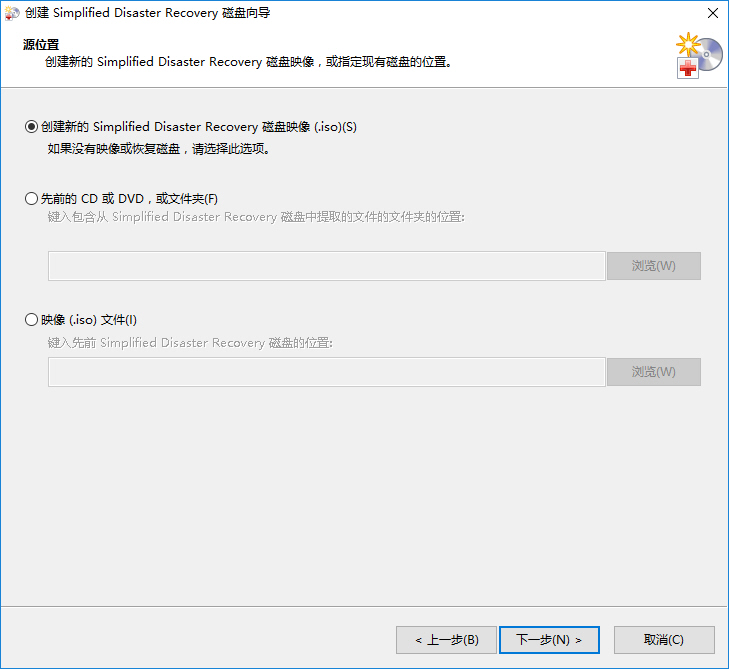 创建 Simplified Disaster Recovery 磁盘向导
源位置
创建新的 Simplified Disaster Recovery 磁盘映像，或指定现有磁盘的位置。
创建新的 Simplified Disaster Recovery 磁盘映像 (.iso)(S)
如果没有映像或恢复磁盘，请选择此选项。
先前的 CD 或 DVD，或文件夹(F)
键入包含从 Simplified Disaster Recovery 磁盘中提取的文件的文件夹的位置:
浏览(W)
映像 (.iso) 文件(I)
键入先前 Simplified Disaster Recovery 磁盘的位置:
浏览(W)
< 上一步(B) 下一步(N) > 取消(C)